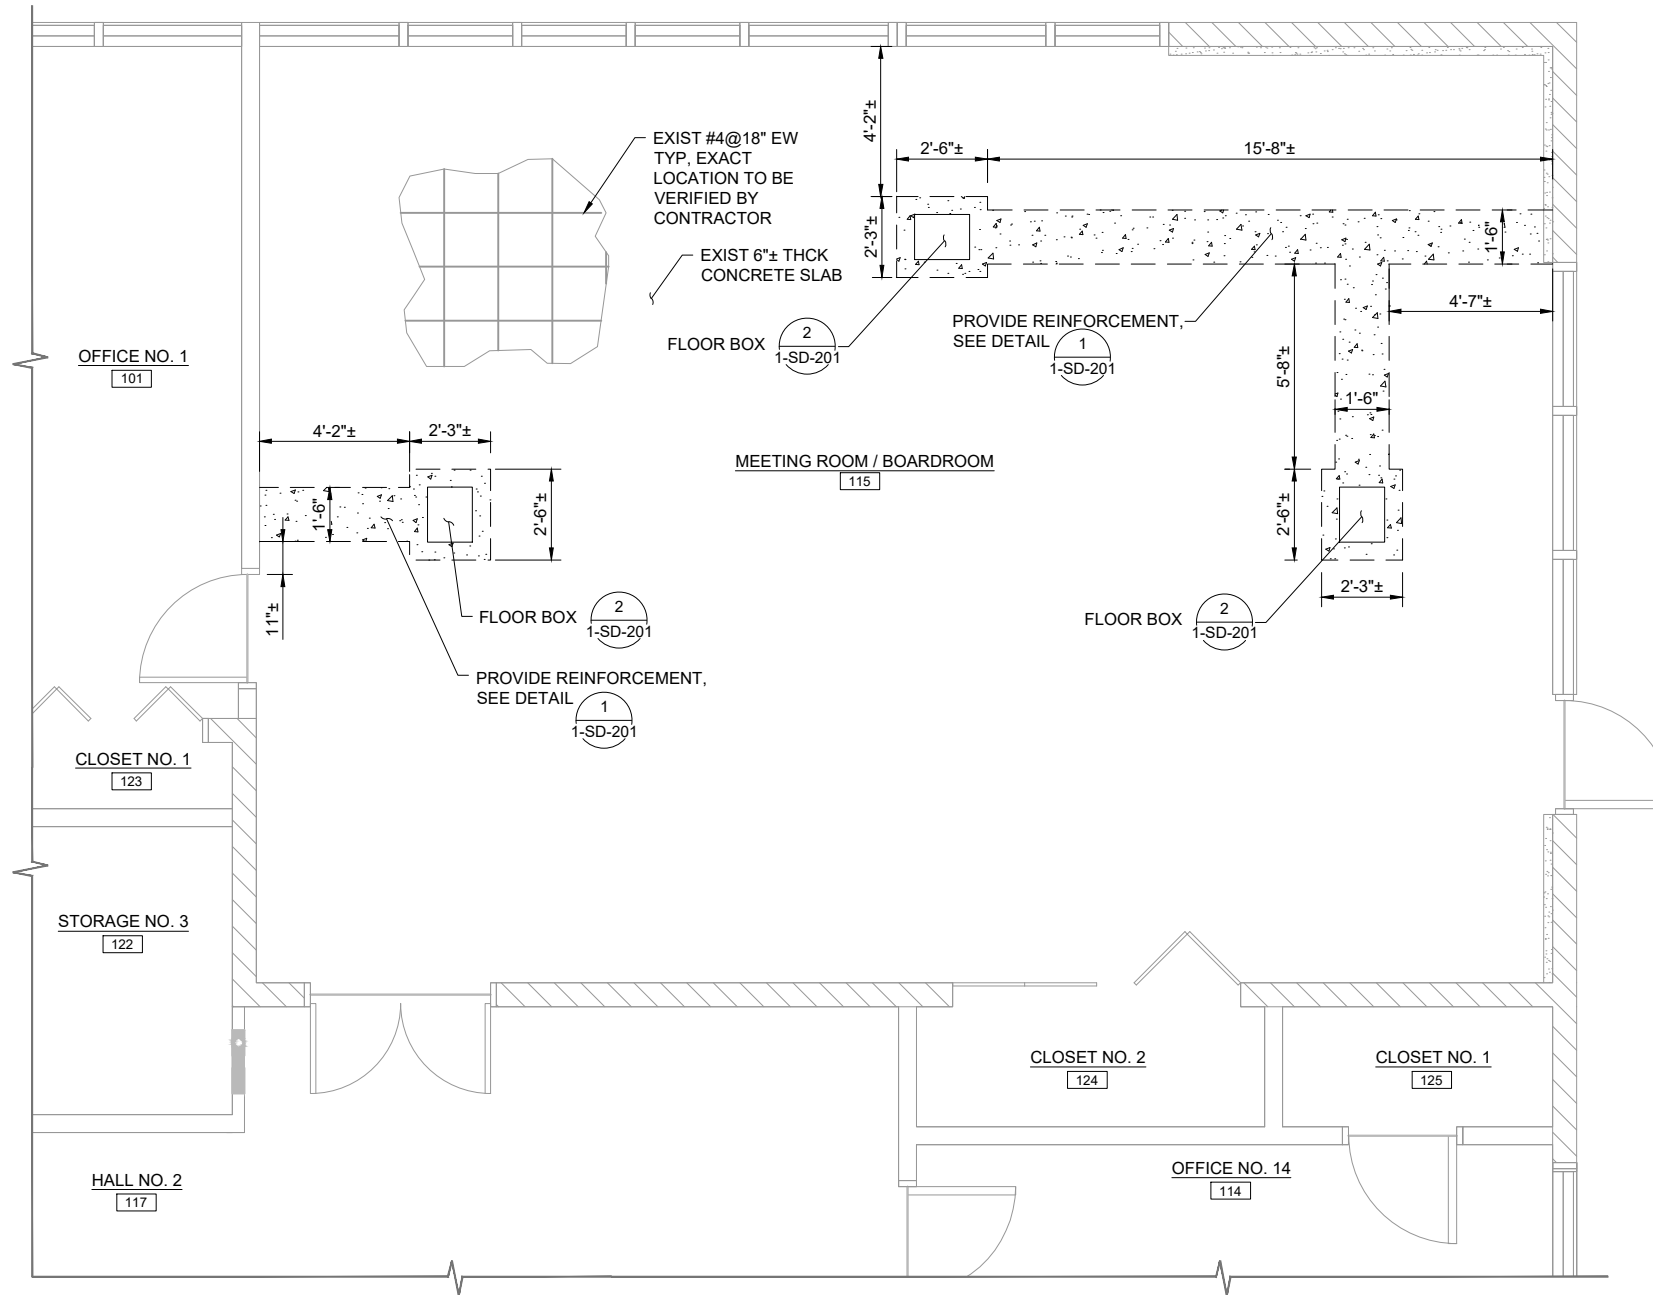 EXIST #4@18" EW
TYP, EXACT
LOCATION TO BE
VERIFIED BY
CONTRACTOR
4'-2"±
2'-6"±
15'-8"±
2'-3"±
1'-6"
EXIST 6"± THCK
CONCRETE SLAB
4'-7"±
PROVIDE REINFORCEMENT,
SEE DETAIL
1
1-SD-201
FLOOR BOX
2
1-SD-201
OFFICE NO. 1
101
5'-8"±
1'-6"
4'-2"±
2'-3"±
MEETING ROOM / BOARDROOM
115
1'-6"
2'-6"±
2'-6"±
11"±
2'-3"±
FLOOR BOX
2
1-SD-201
FLOOR BOX
2
1-SD-201
PROVIDE REINFORCEMENT,
SEE DETAIL
1
1-SD-201
CLOSET NO. 1
123
STORAGE NO. 3
122
CLOSET NO. 2
124
CLOSET NO. 1
125
HALL NO. 2
117
OFFICE NO. 14
114